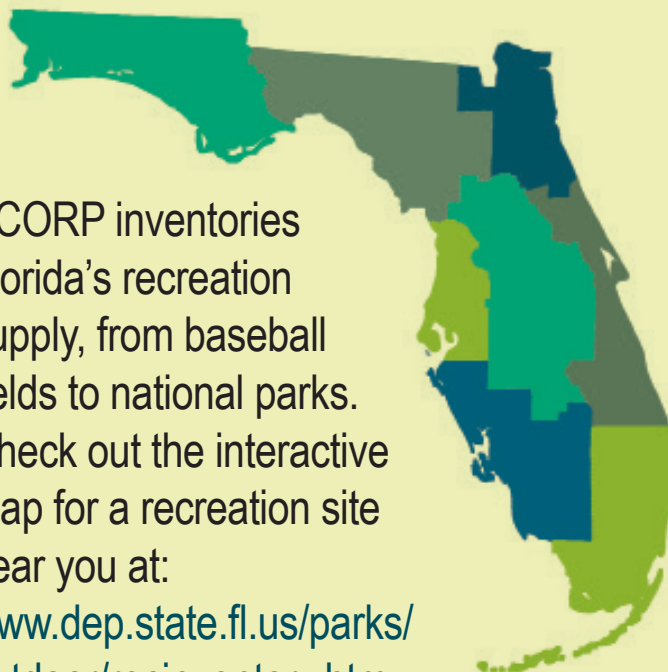 CORP inventories
orida's recreation
upply, from baseball
elds to national parks.
heck out the interactive
ap for a recreation site
ear you at:
ww.dep.state.fl.us/parks/